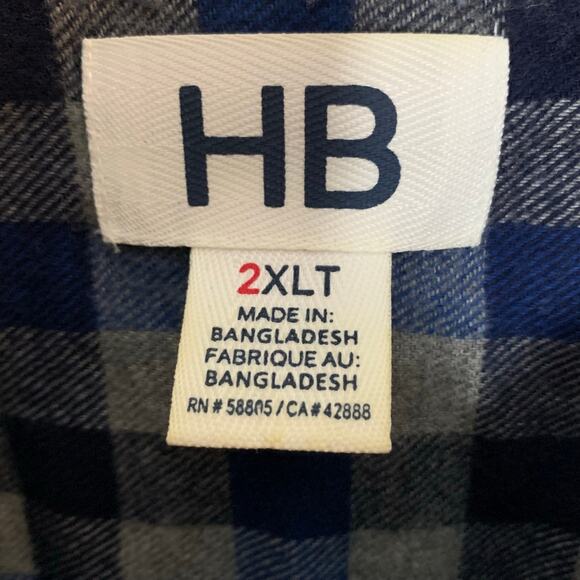 HB
2XLT
MADE IN:
BANGLADESH
FABRIQUE AU:
BANGLADESH
RN # 58805 / CA # 42888